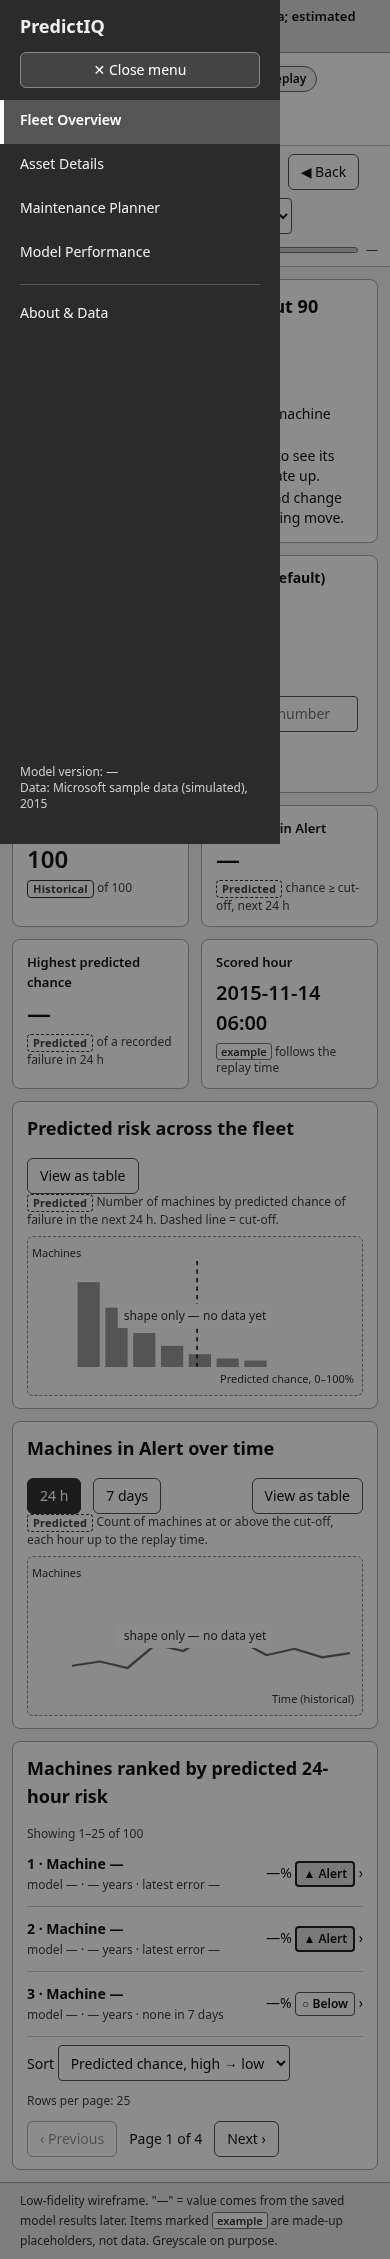 PredictIQ
✕ Close menu
Fleet Overview
Asset Details
Maintenance Planner
Model Performance
About & Data
Model version: —
Data: Microsoft sample data (simulated),
2015
a; estimated
eplay
◀ Back
—
ut 90
machine
to see its
ate up.
nd change
ing move.
efault)
number
in Alert
100
Historical of 100
—
Predicted chance ≥ cut-
off, next 24 h
Highest predicted
chance
—
Predicted of a recorded
failure in 24 h
Scored hour
2015-11-14
06:00
example follows the
replay time
Predicted risk across the fleet
View as table
Predicted Number of machines by predicted chance of
failure in the next 24 h. Dashed line = cut-off.
Machines
shape only — no data yet
Predicted chance, 0–100%
Machines in Alert over time
24 h 7 days View as table
Predicted Count of machines at or above the cut-off,
each hour up to the replay time.
Machines
shape only — no data yet
Time (historical)
Machines ranked by predicted 24-
hour risk
Showing 1–25 of 100
1 · Machine — —% ▲ Alert ›
model — · — years · latest error —
2 · Machine — —% ▲ Alert ›
model — · — years · latest error —
3 · Machine — —% ○ Below ›
model — · — years · none in 7 days
Sort Predicted chance, high → low
Rows per page: 25
‹ Previous Page 1 of 4 Next ›
Low-fidelity wireframe. "—" = value comes from the saved
model results later. Items marked example are made-up
placeholders, not data. Greyscale on purpose.